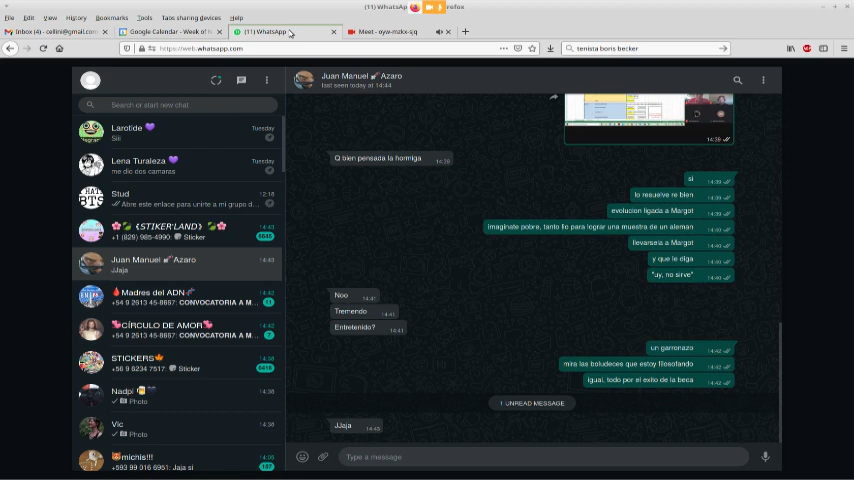 (11) WhatsAp
refox
File Edit View History Bookmarks Tools Tabs sharing devices Help
Inbox (4) - cellini@gmail.com
Google Calendar - Week of N
(11) WhatsApp
Meet - oyw-mzkx-sjq
https://web.whatsapp.com
tenista boris becker
Search or start new chat
Larotide
Tuesday
Siii
Lena Turaleza
Tuesday
me dio dos camaras
Stud
12:18
Abre este enlace para unirte a mi grupo d
STIKER'LAND
14:43
+1 (829) 985-4990: Sticker
Juan Manuel Azaro
14:43
JJaja
Madres del ADN
14:42
+54 9 2613 45-8667: CONVOCATORIA A M...
11
CÍRCULO DE AMOR
14:42
+54 9 2613 45-8667: CONVOCATORIA A M...
7
STICKERS
14:38
+56 9 6234 7517: Sticker
Nadpi
14:38
Photo
Vic
14:38
Photo
michis!!!
14:05
+593 99 016 6951: Jaja si
Juan Manuel Azaro
last seen today at 14:44
14:39
Q bien pensada la hormiga
14:39
si
14:39
lo resuelve re bien
14:39
evolucion ligada a Margot
14:39
imaginate pobre, tanto lio para lograr una muestra de un aleman
14:40
llevarsela a Margot
14:40
y que le diga
14:40
"uy, no sirve"
14:40
Noo
14:41
Tremendo
14:41
Entretenido?
14:41
un garronazo
14:42
mira las boludeces que estoy filosofando
14:42
igual, todo por el exito de la beca
14:42
1 UNREAD MESSAGE
JJaja
Type a message